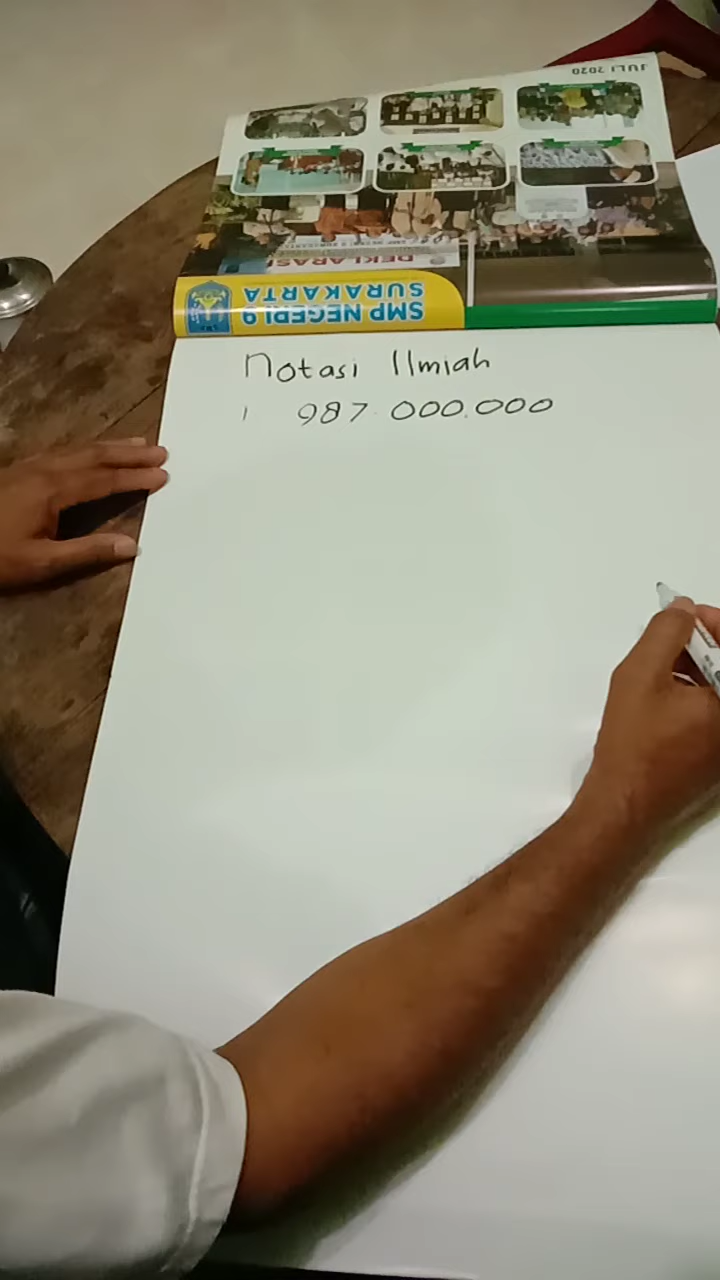 JULI 2020
DEKLARASI
SMP NEGERI 9
SURAKARTA
Notasi Ilmiah
1 987.000.000